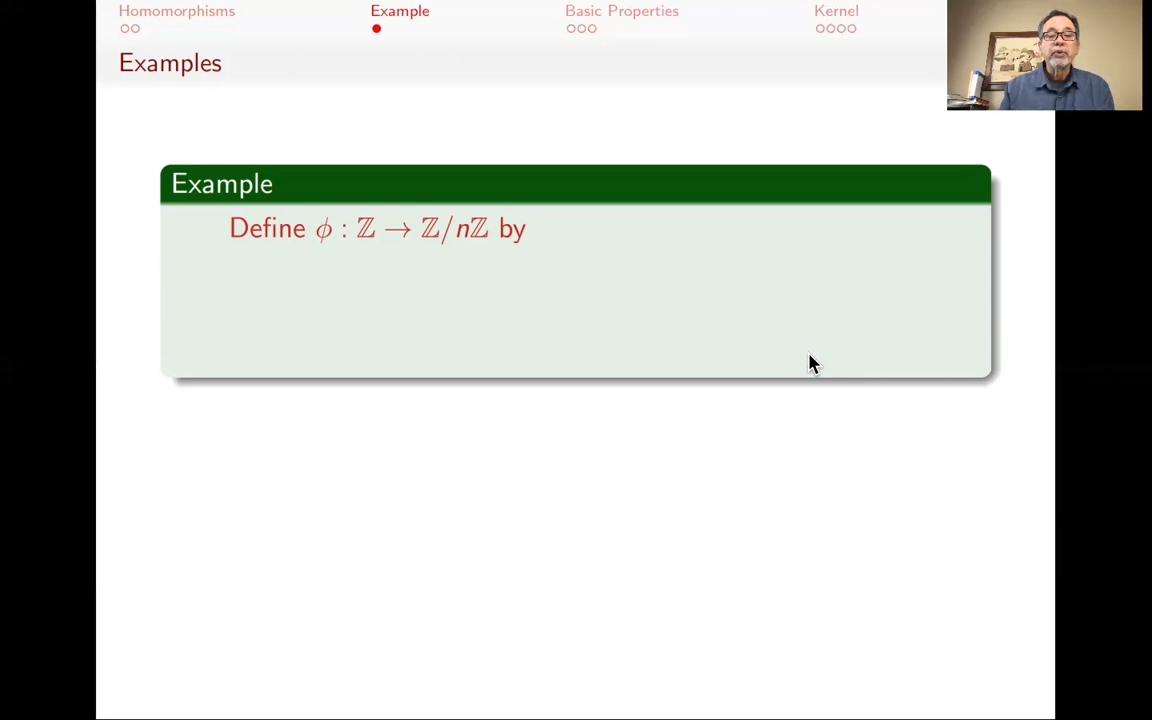 Homomorphisms Example Basic Properties Kernel
Examples
Example
Define ϕ : ℤ → ℤ/nℤ by